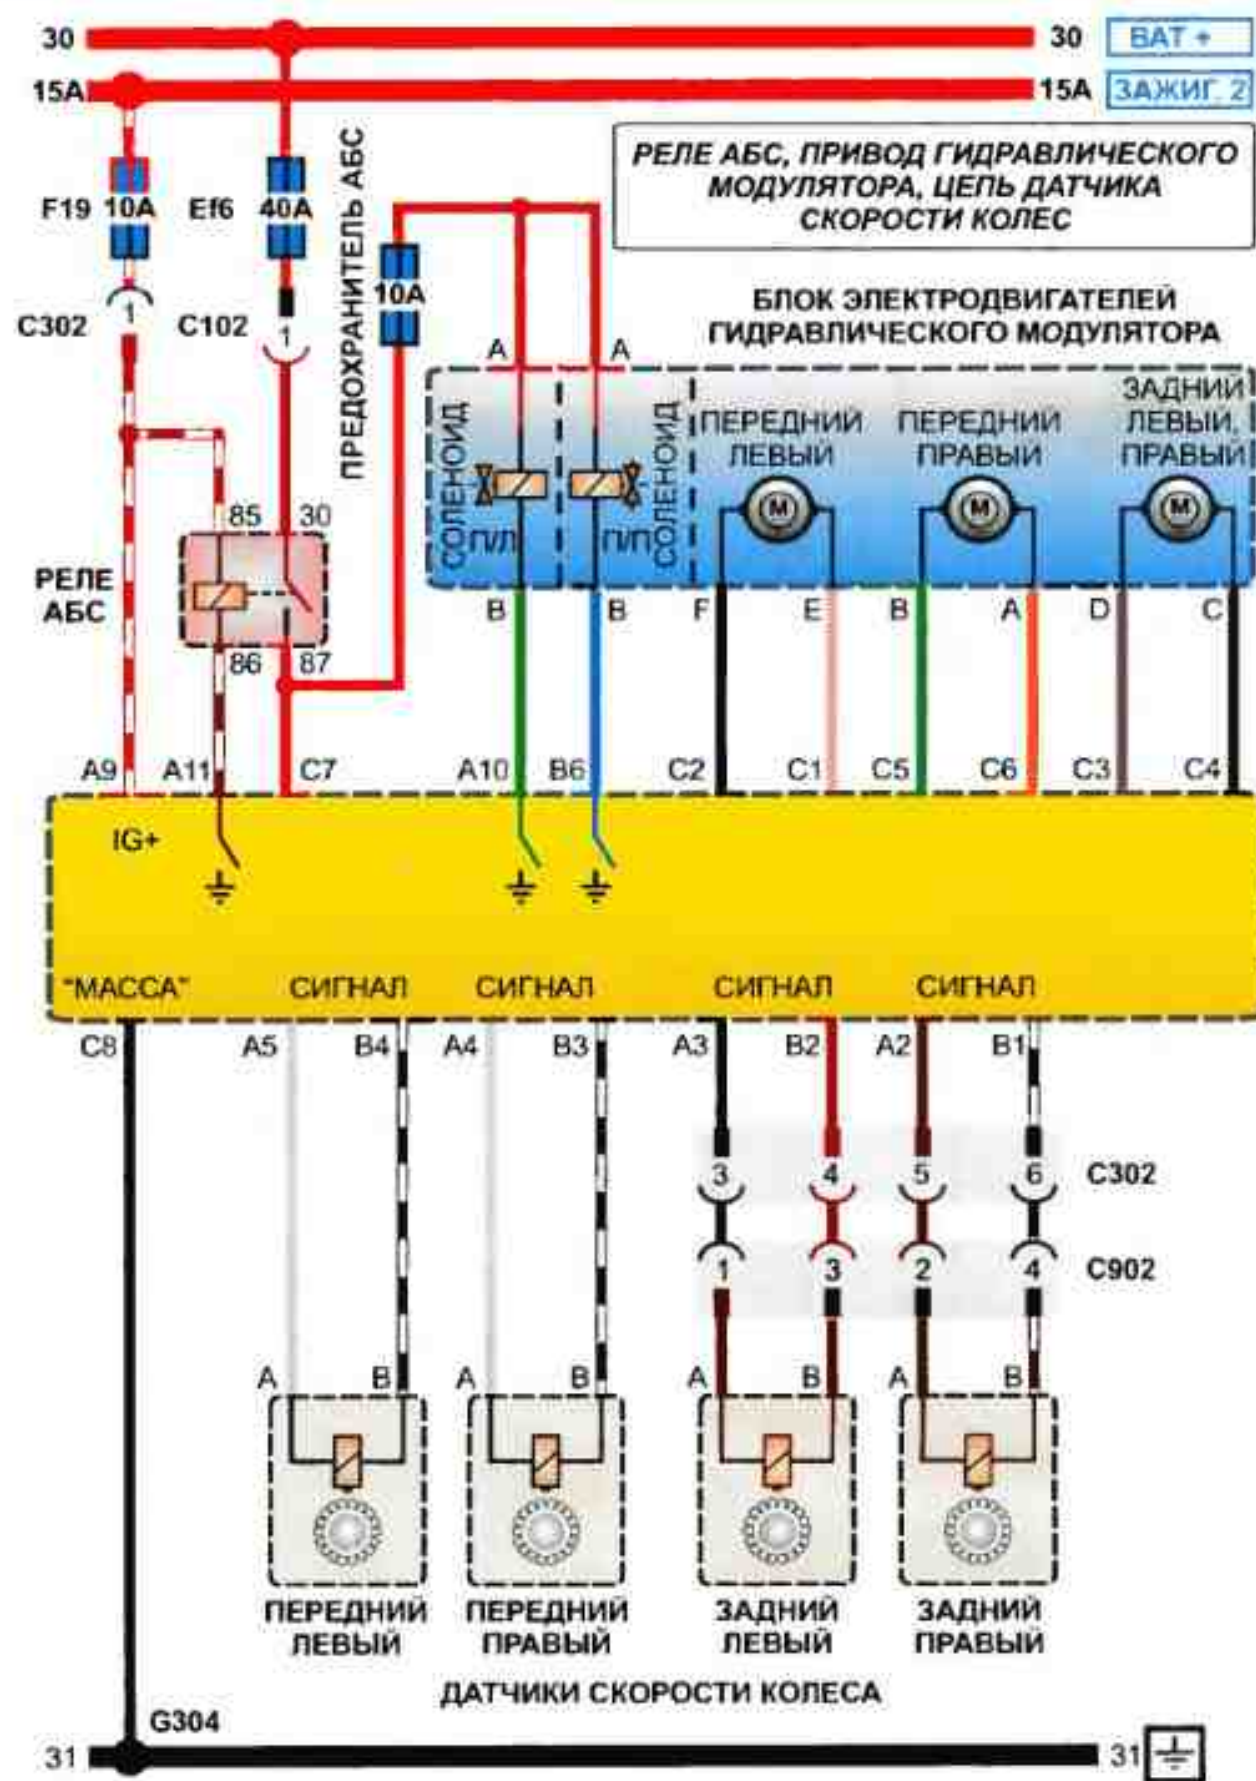 30
30
BAT +
15A
15A
ЗАЖИГ. 2
РЕЛЕ АБС, ПРИВОД ГИДРАВЛИЧЕСКОГО
МОДУЛЯТОРА, ЦЕПЬ ДАТЧИКА
СКОРОСТИ КОЛЕС
F19 10A
Ef6 40A
ПРЕДОХРАНИТЕЛЬ АБС
10A
C302
1
C102
1
БЛОК ЭЛЕКТРОДВИГАТЕЛЕЙ
ГИДРАВЛИЧЕСКОГО МОДУЛЯТОРА
A
A
СОЛЕНОИД
П/Л
СОЛЕНОИД
П/П
ПЕРЕДНИЙ
ЛЕВЫЙ
ПЕРЕДНИЙ
ПРАВЫЙ
ЗАДНИЙ
ЛЕВЫЙ,
ПРАВЫЙ
M
M
M
85
30
РЕЛЕ
АБС
86
87
B
B
F
E
B
A
D
C
A9
A11
C7
A10
B6
C2
C1
C5
C6
C3
C4
IG+
"МАССА"
СИГНАЛ
СИГНАЛ
СИГНАЛ
СИГНАЛ
C8
A5
B4
A4
B3
A3
B2
A2
B1
3
4
5
6
C302
1
3
2
4
C902
A
B
A
B
A
B
A
B
ПЕРЕДНИЙ
ЛЕВЫЙ
ПЕРЕДНИЙ
ПРАВЫЙ
ЗАДНИЙ
ЛЕВЫЙ
ЗАДНИЙ
ПРАВЫЙ
ДАТЧИКИ СКОРОСТИ КОЛЕСА
G304
31
31